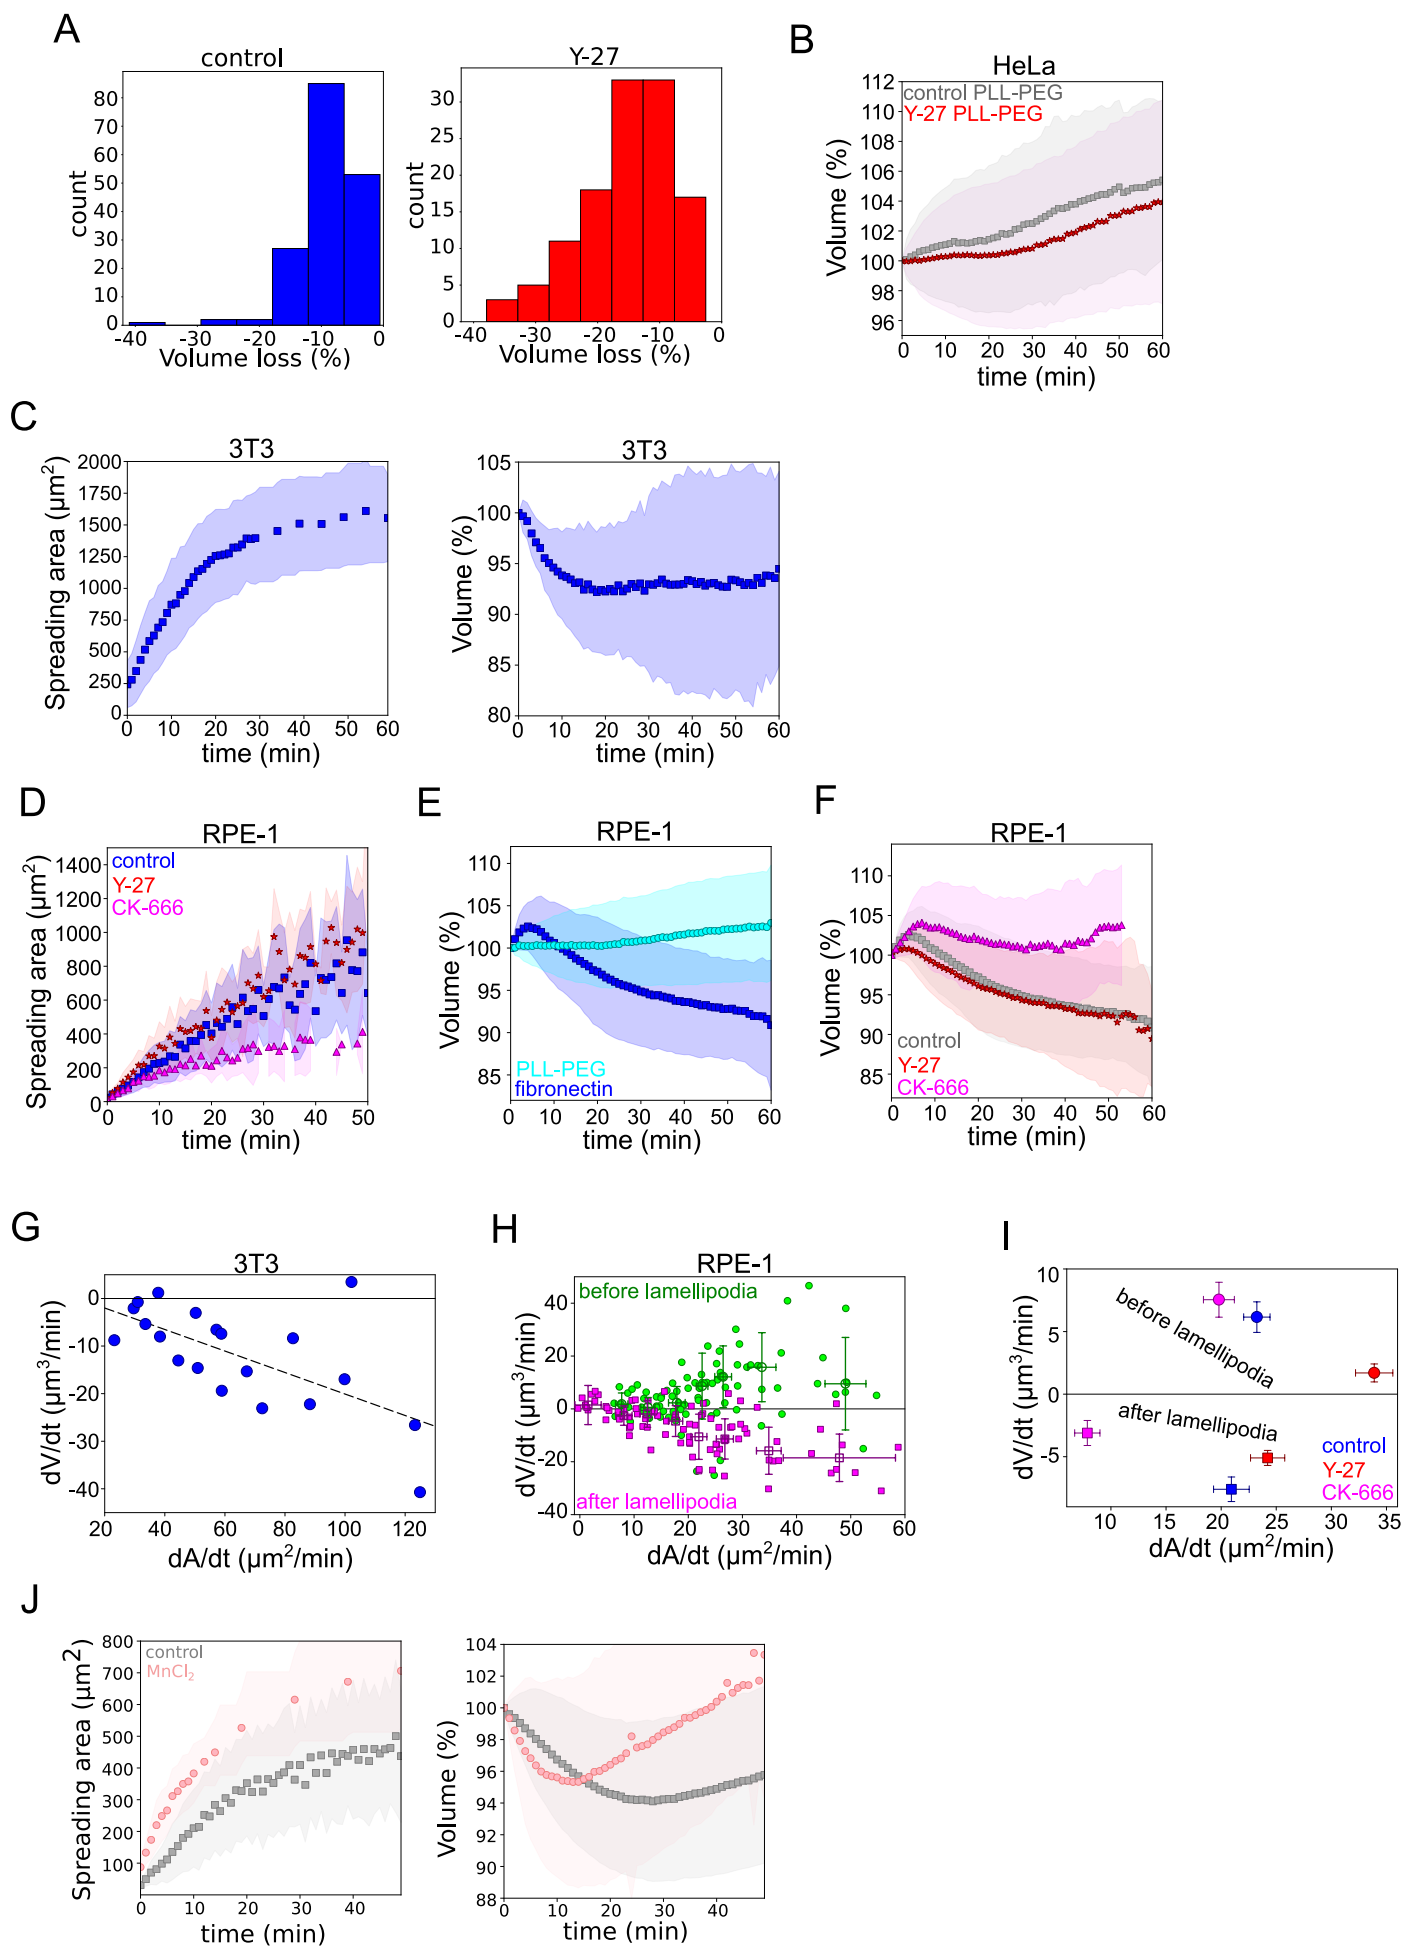 A
control
count
80
70
60
50
40
30
20
10
0
-40 -30 -20 -10 0
Volume loss (%)
Y-27
count
30
25
20
15
10
5
0
-40 -30 -20 -10 0
Volume loss (%)
B
HeLa
control PLL-PEG
Y-27 PLL-PEG
Volume (%)
112
110
108
106
104
102
100
98
96
0 10 20 30 40 50 60
time (min)
C
3T3
Spreading area (µm²)
2000
1750
1500
1250
1000
750
500
250
0
0 10 20 30 40 50 60
time (min)
3T3
Volume (%)
105
100
95
90
85
80
0 10 20 30 40 50 60
time (min)
D
RPE-1
control
Y-27
CK-666
Spreading area (µm²)
1400
1200
1000
800
600
400
200
0
0 10 20 30 40 50
time (min)
E
RPE-1
Volume (%)
110
105
100
95
90
85
PLL-PEG
fibronectin
0 10 20 30 40 50 60
time (min)
F
RPE-1
Volume (%)
110
105
100
95
90
85
control
Y-27
CK-666
0 10 20 30 40 50 60
time (min)
G
3T3
dV/dt (µm³/min)
0
-10
-20
-30
-40
20 40 60 80 100 120
dA/dt (µm²/min)
H
RPE-1
before lamellipodia
after lamellipodia
dV/dt (µm³/min)
40
20
0
-20
-40
0 10 20 30 40 50 60
dA/dt (µm²/min)
I
dV/dt (µm³/min)
10
5
0
-5
before lamellipodia
after lamellipodia
control
Y-27
CK-666
10 15 20 25 30 35
dA/dt (µm²/min)
J
control
MnCl₂
Spreading area (µm²)
800
700
600
500
400
300
200
100
0 10 20 30 40
time (min)
Volume (%)
104
102
100
98
96
94
92
90
88
0 10 20 30 40
time (min)